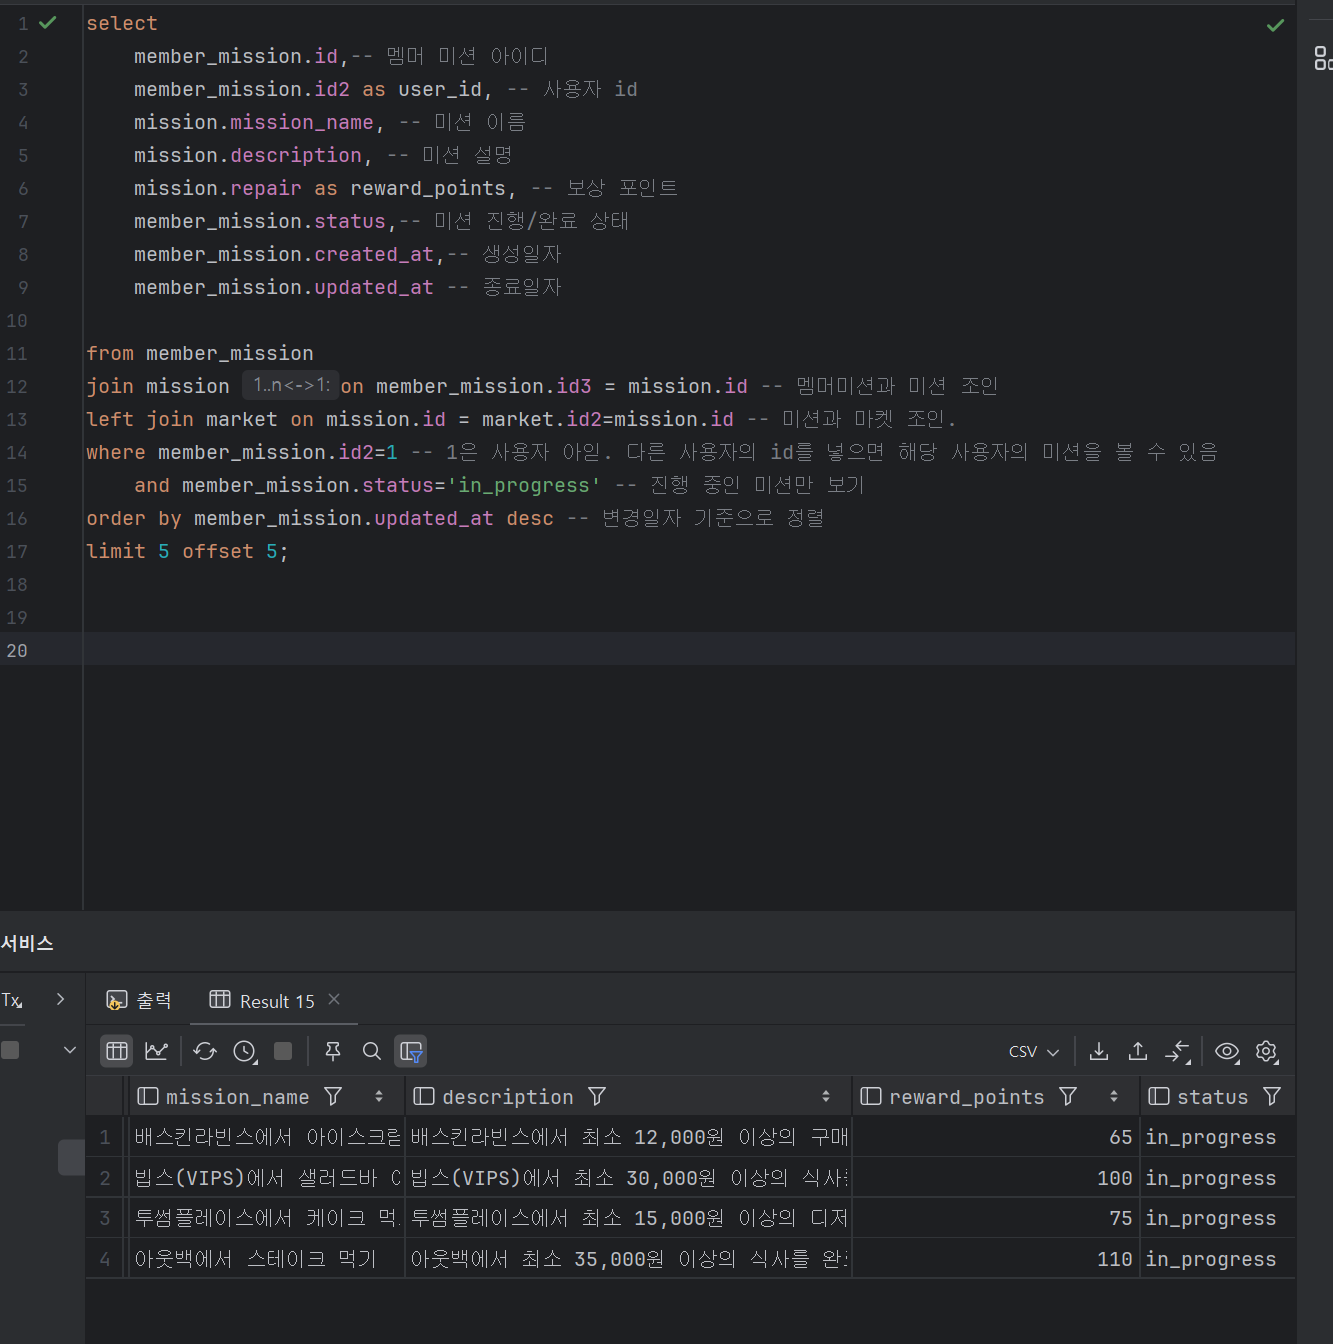 1 select
2 member_mission.id,-- 멤머 미션 아이디
3 member_mission.id2 as user_id, -- 사용자 id
4 mission.mission_name, -- 미션 이름
5 mission.description, -- 미션 설명
6 mission.repair as reward_points, -- 보상 포인트
7 member_mission.status,-- 미션 진행/완료 상태
8 member_mission.created_at,-- 생성일자
9 member_mission.updated_at -- 종료일자
10
11 from member_mission
12 join mission 1..n<->1: on member_mission.id3 = mission.id -- 멤머미션과 미션 조인
13 left join market on mission.id = market.id2=mission.id -- 미션과 마켓 조인.
14 where member_mission.id2=1 -- 1은 사용자 아읻. 다른 사용자의 id를 넣으면 해당 사용자의 미션을 볼 수 있음
15 and member_mission.status='in_progress' -- 진행 중인 미션만 보기
16 order by member_mission.updated_at desc -- 변경일자 기준으로 정렬
17 limit 5 offset 5;
18
19
20
서비스
Tx 출력 Result 15
CSV
mission_name description reward_points status
1 배스킨라빈스에서 아이스크림 배스킨라빈스에서 최소 12,000원 이상의 구매 65 in_progress
2 빕스(VIPS)에서 샐러드바 빕스(VIPS)에서 최소 30,000원 이상의 식사 100 in_progress
3 투썸플레이스에서 케이크 먹 투썸플레이스에서 최소 15,000원 이상의 디저 75 in_progress
4 아웃백에서 스테이크 먹기 아웃백에서 최소 35,000원 이상의 식사를 완 110 in_progress